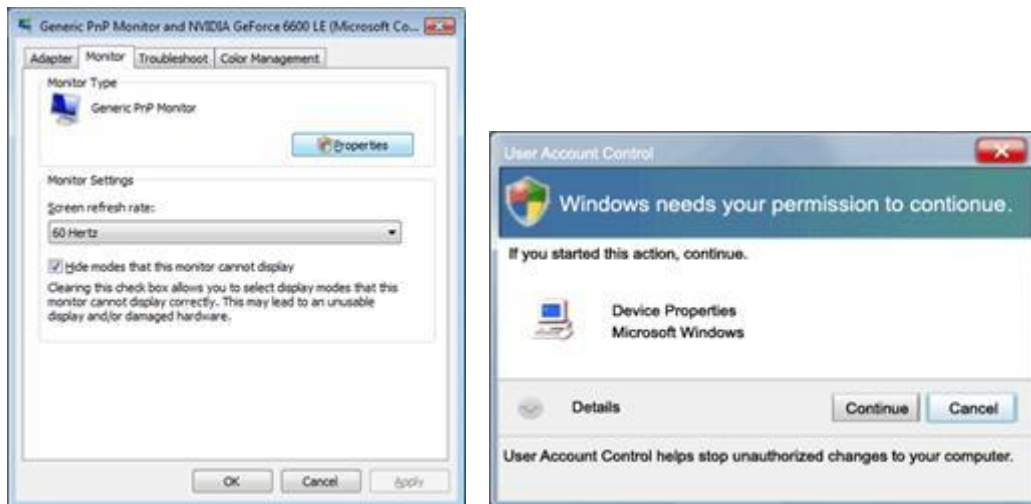 Generic PnP Monitor and NVIDIA GeForce 6600 LE (Microsoft Co...
Adapter Monitor Troubleshoot Color Management
Monitor Type
Generic PnP Monitor
Properties
Monitor Settings
Screen refresh rate:
60 Hertz
Hide modes that this monitor cannot display
Clearing this check box allows you to select display modes that this
monitor cannot display correctly. This may lead to an unusable
display and/or damaged hardware.
OK Cancel Apply
User Account Control
Windows needs your permission to contionue.
If you started this action, continue.
Device Properties
Microsoft Windows
Details Continue Cancel
User Account Control helps stop unauthorized changes to your computer.